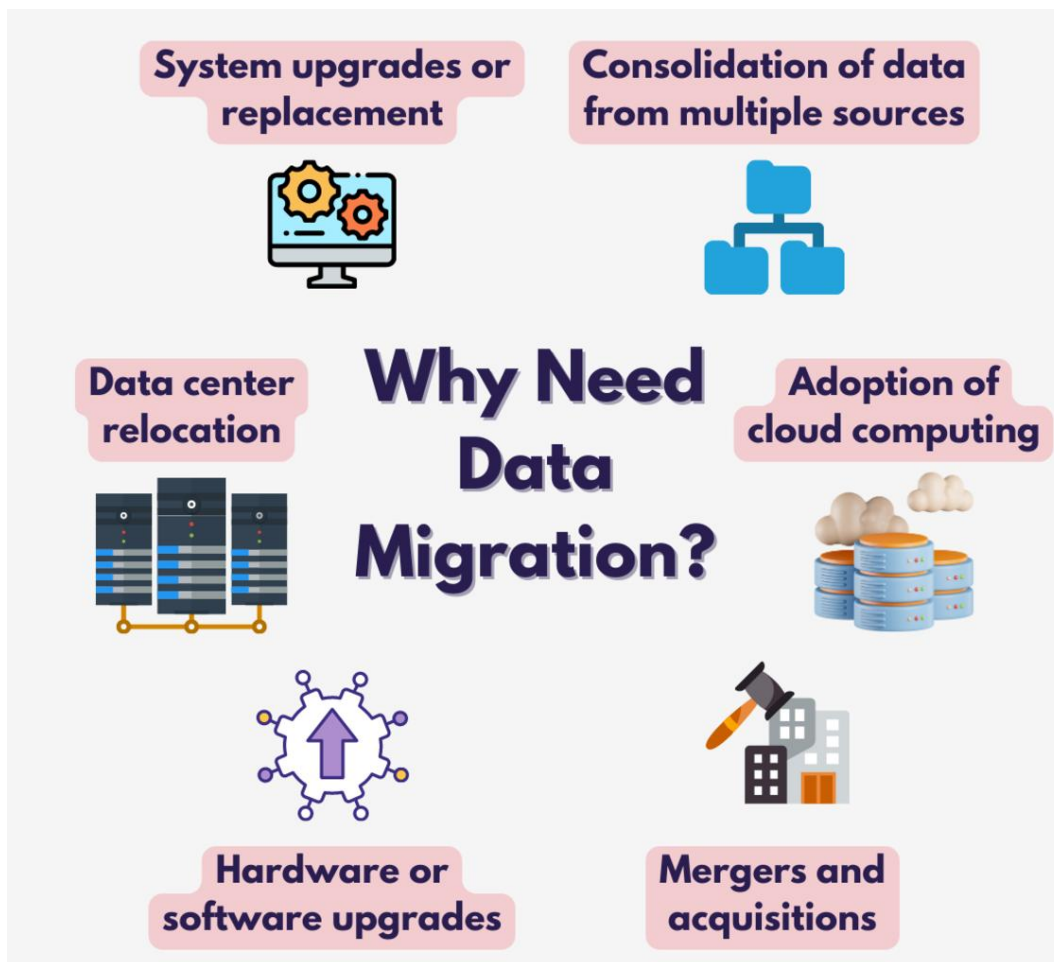 System upgrades or
replacement
Consolidation of data
from multiple sources
Why Need
Data
Migration?
Data center
relocation
Adoption of
cloud computing
Hardware or
software upgrades
Mergers and
acquisitions